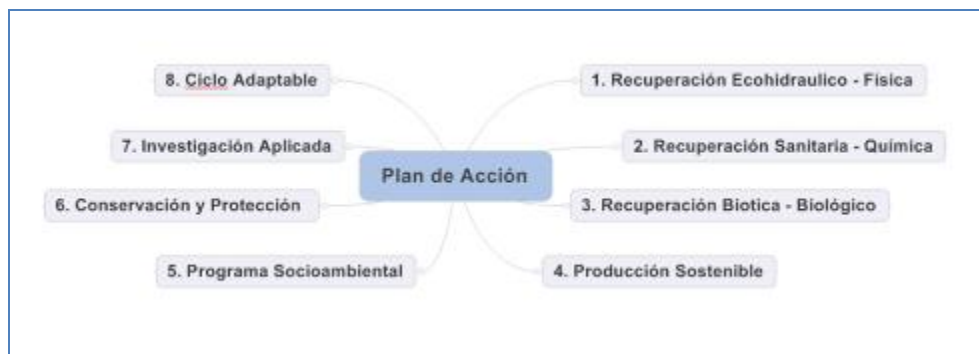 8. Ciclo Adaptable
1. Recuperación Ecohidraulico - Física
7. Investigación Aplicada
2. Recuperación Sanitaria - Química
Plan de Acción
6. Conservación y Protección
3. Recuperación Biotica - Biológico
5. Programa Socioambiental
4. Producción Sostenible